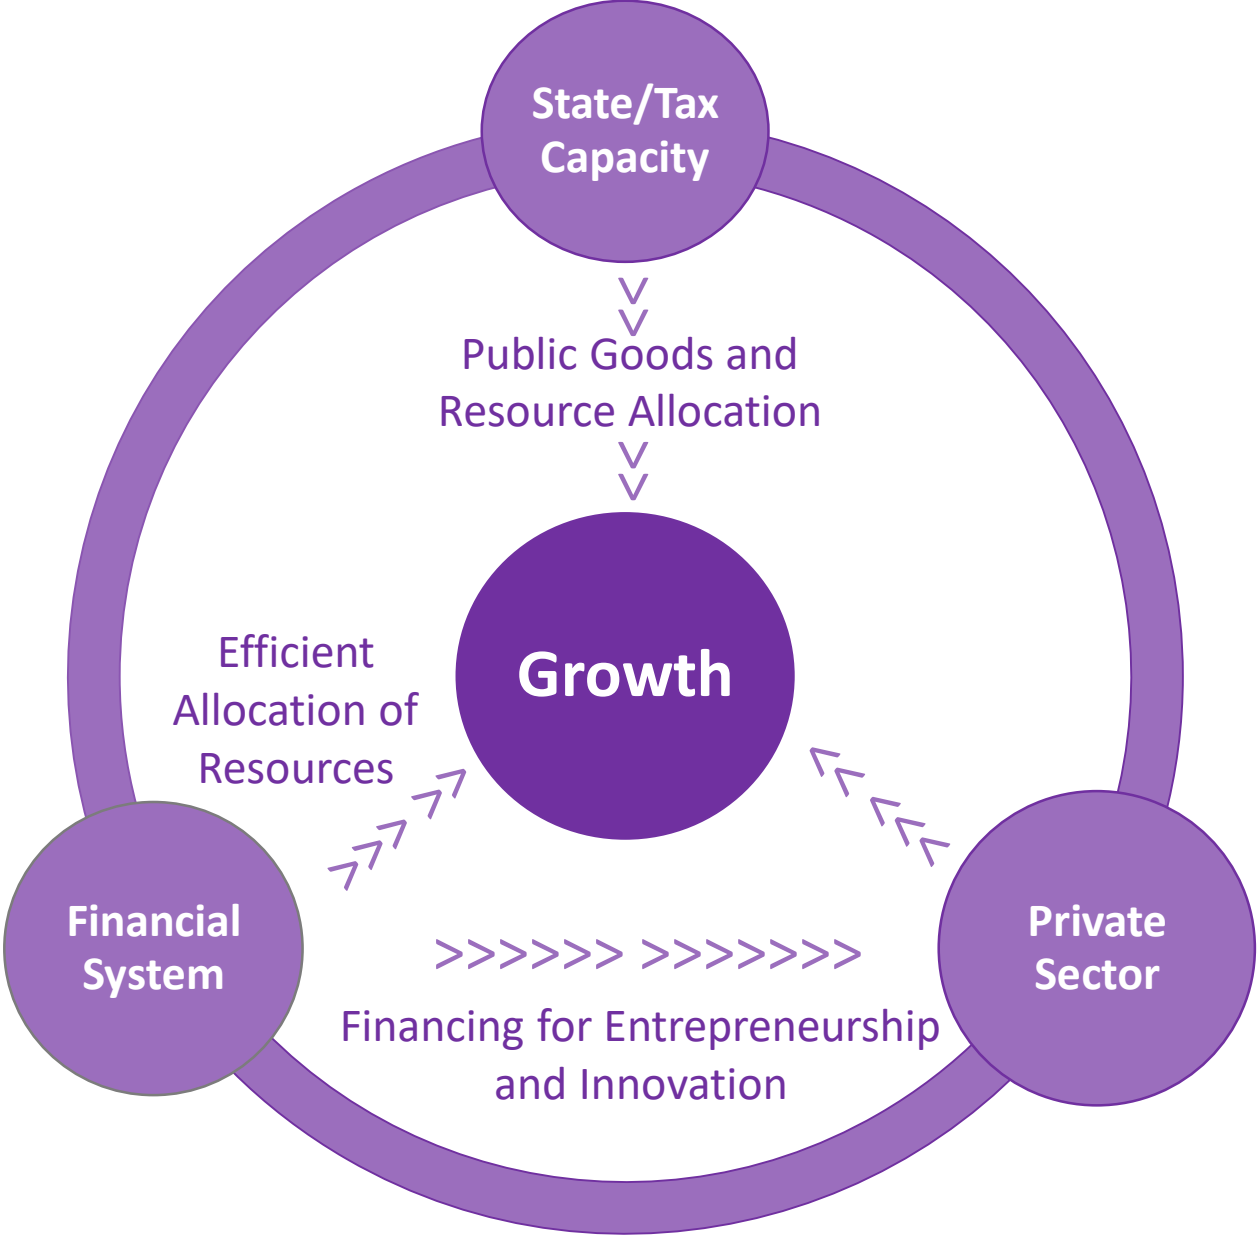 State/Tax
Capacity
>>
Public Goods and
Resource Allocation
>>
Growth
Efficient
Allocation of
Resources
>>> >>>
>> >>>
Financial
System
>>>>>> >>>>>>>
Private
Sector
Financing for Entrepreneurship
and Innovation